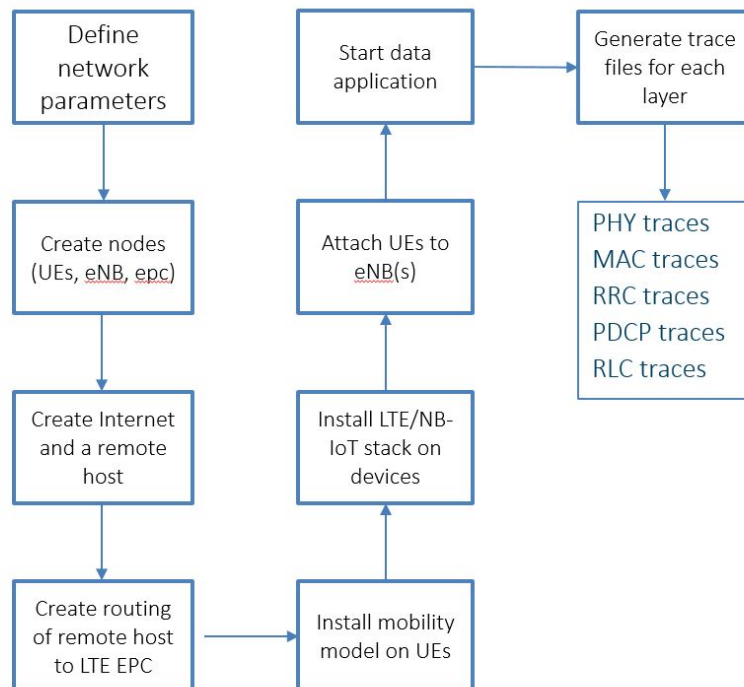 Define
network
parameters
Create nodes
(UEs, eNB, epc)
Create Internet
and a remote
host
Create routing
of remote host
to LTE EPC
Install mobility
model on UEs
Install LTE/NB-
IoT stack on
devices
Attach UEs to
eNB(s)
Start data
application
Generate trace
files for each
layer
PHY traces
MAC traces
RRC traces
PDCP traces
RLC traces